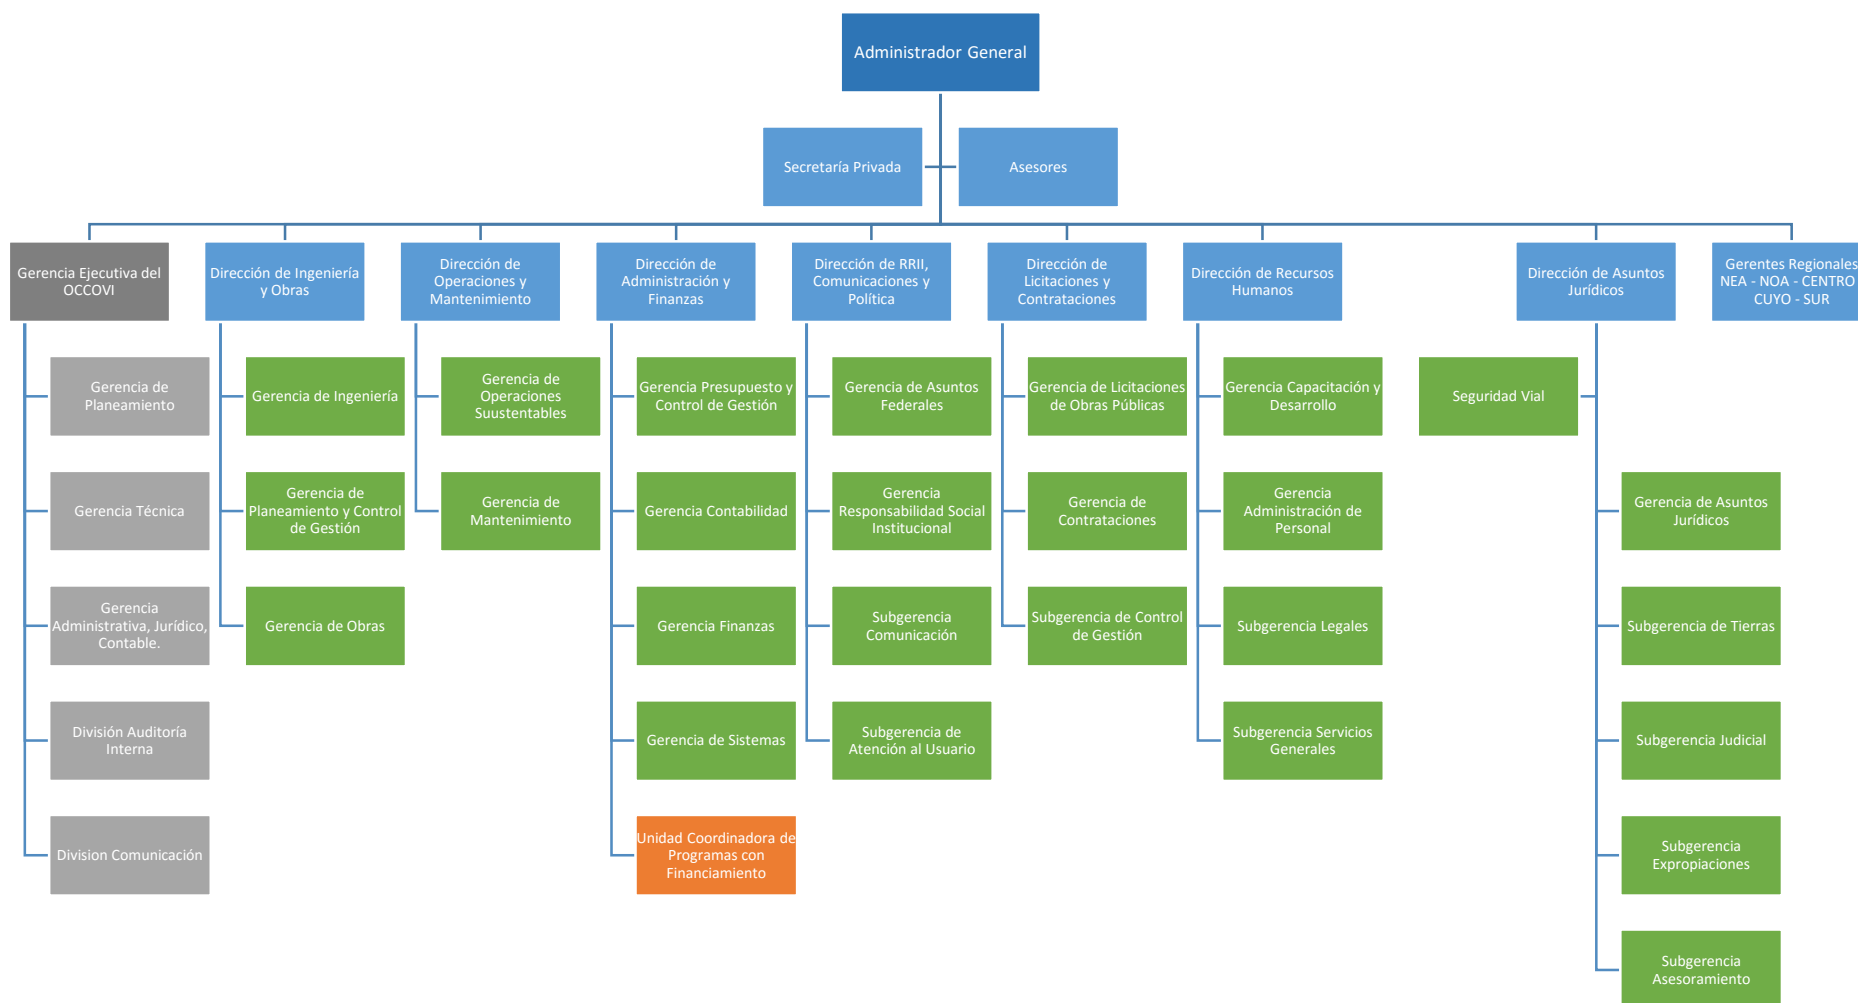 Administrador General
Secretaría Privada
Asesores
Gerencia Ejecutiva del
OCCOVI
Dirección de Ingeniería
y Obras
Dirección de
Operaciones y
Mantenimiento
Dirección de
Administración y
Finanzas
Dirección de RRII,
Comunicaciones y
Política
Dirección de
Licitaciones y
Contrataciones
Dirección de Recursos
Humanos
Dirección de Asuntos
Jurídicos
Gerentes Regionales
NEA - NOA - CENTRO
CUYO - SUR
Gerencia de
Planeamiento
Gerencia de Ingeniería
Gerencia de
Operaciones
Suustentables
Gerencia Presupuesto y
Control de Gestión
Gerencia de Asuntos
Federales
Gerencia de Licitaciones
de Obras Públicas
Gerencia Capacitación y
Desarrollo
Seguridad Vial
Gerencia Técnica
Gerencia de
Planeamiento y Control
de Gestión
Gerencia de
Mantenimiento
Gerencia Contabilidad
Gerencia
Responsabilidad Social
Institucional
Gerencia de
Contrataciones
Gerencia
Administración de
Personal
Gerencia de Asuntos
Jurídicos
Gerencia
Administrativa, Jurídico,
Contable.
Gerencia de Obras
Gerencia Finanzas
Subgerencia
Comunicación
Subgerencia de Control
de Gestión
Subgerencia Legales
Subgerencia de Tierras
División Auditoría
Interna
Gerencia de Sistemas
Subgerencia de
Atención al Usuario
Subgerencia Servicios
Generales
Subgerencia Judicial
Division Comunicación
Unidad Coordinadora de
Programas con
Financiamiento
Subgerencia
Expropiaciones
Subgerencia
Asesoramiento